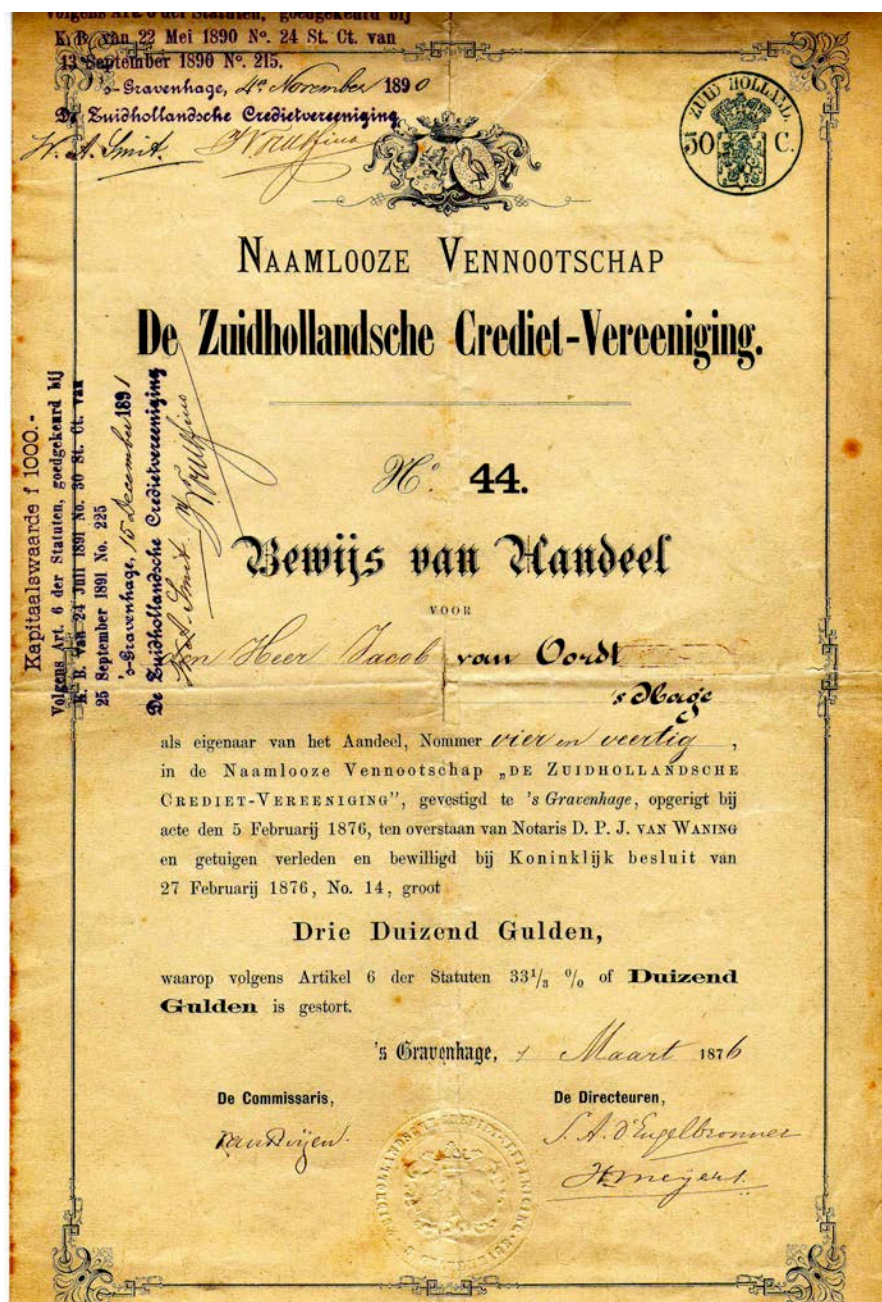 Volgens Art. 6 der Statuten, goedgekeurd bij
K. B. van 22 Mei 1890 No. 24 St. Ct. van
13 September 1890 No. 215.
's-Gravenhage, 4e November 1890
De Zuidhollandsche Credietvereeniging
W. A. Smit.
ZUID HOLLAND.
50 C.
NAAMLOOZE VENNOOTSCHAP
De Zuidhollandsche Crediet-Vereeniging.
Kapitaalswaarde f 1000.-
Volgens Art. 6 der Statuten, goedgekeurd bij
K. B. van 24 Juli 1891 No. 30 St. Ct. van
25 September 1891 No. 225
's-Gravenhage, 15 December 1891
De Zuidhollandsche Credietvereeniging
W. A. Smit
No. 44.
Bewijs van Aandeel
VOOR
den Heer Jacob van Oordt
's Hage
als eigenaar van het Aandeel, Nommer vier en veertig,
in de Naamlooze Vennootschap „DE ZUIDHOLLANDSCHE
CREDIET-VEREENIGING”, gevestigd te 's Gravenhage, opgerigt bij
acte den 5 Februarij 1876, ten overstaan van Notaris D. P. J. VAN WANING
en getuigen verleden en bewilligd bij Koninklijk besluit van
27 Februarij 1876, No. 14, groot
Drie Duizend Gulden,
waarop volgens Artikel 6 der Statuten 33 1/3 % of Duizend
Gulden is gestort.
's Gravenhage, 1 Maart 1876
De Commissaris,
De Directeuren,
S. A. d'Engelbronner
H. Meyers.